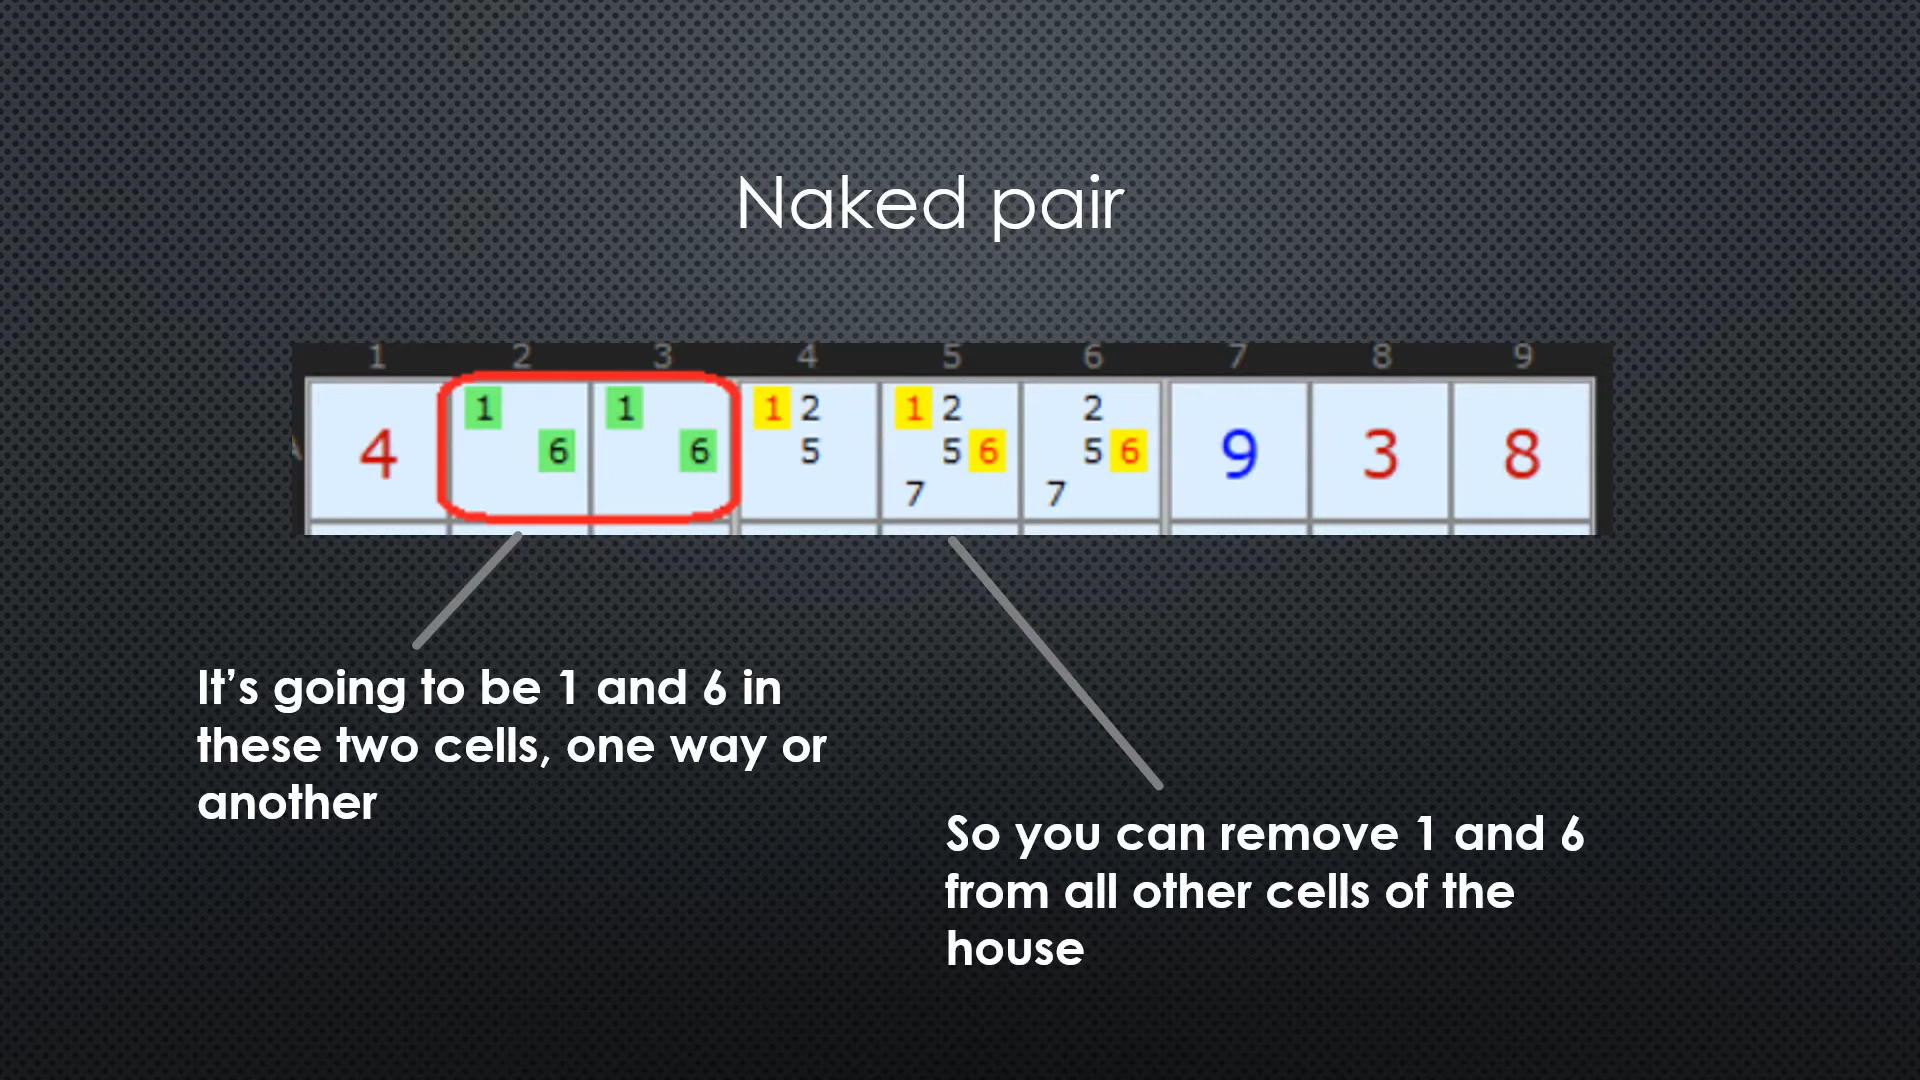 Naked pair
1 2 3 4 5 6 7 8 9
4 1 6 1 6 1 2 5 1 2 5 6 7 2 5 6 7 9 3 8
It’s going to be 1 and 6 in
these two cells, one way or
another
So you can remove 1 and 6
from all other cells of the
house